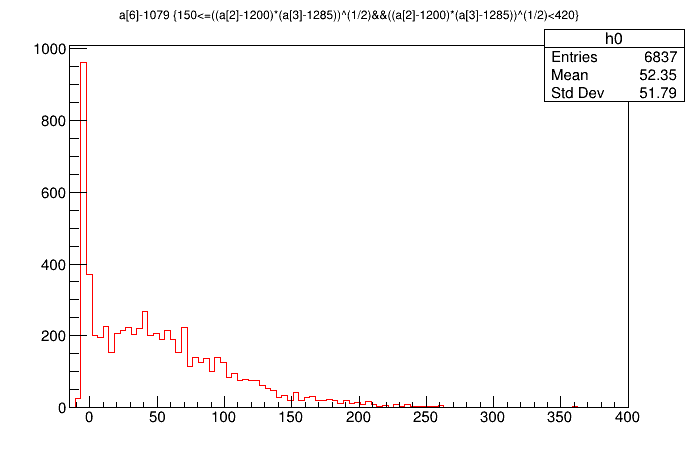 a[6]-1079 {150<=((a[2]-1200)*(a[3]-1285))^(1/2)&&((a[2]-1200)*(a[3]-1285))^(1/2)<420}
h0
Entries 6837
Mean 52.35
Std Dev 51.79
1000
800
600
400
200
0
0 50 100 150 200 250 300 350 400